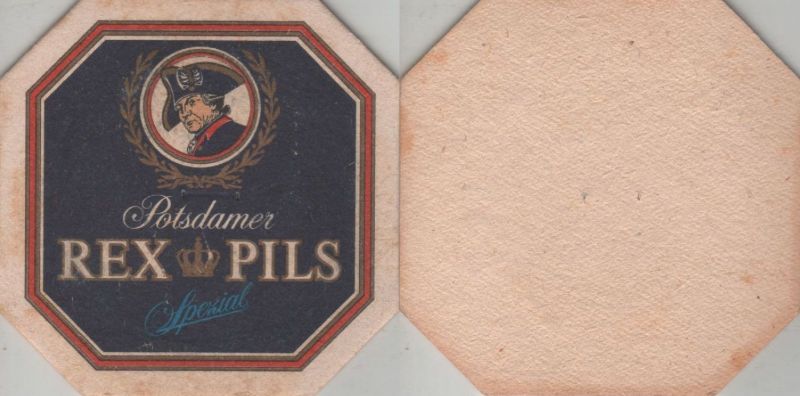 Potsdamer
REX PILS
Spezial